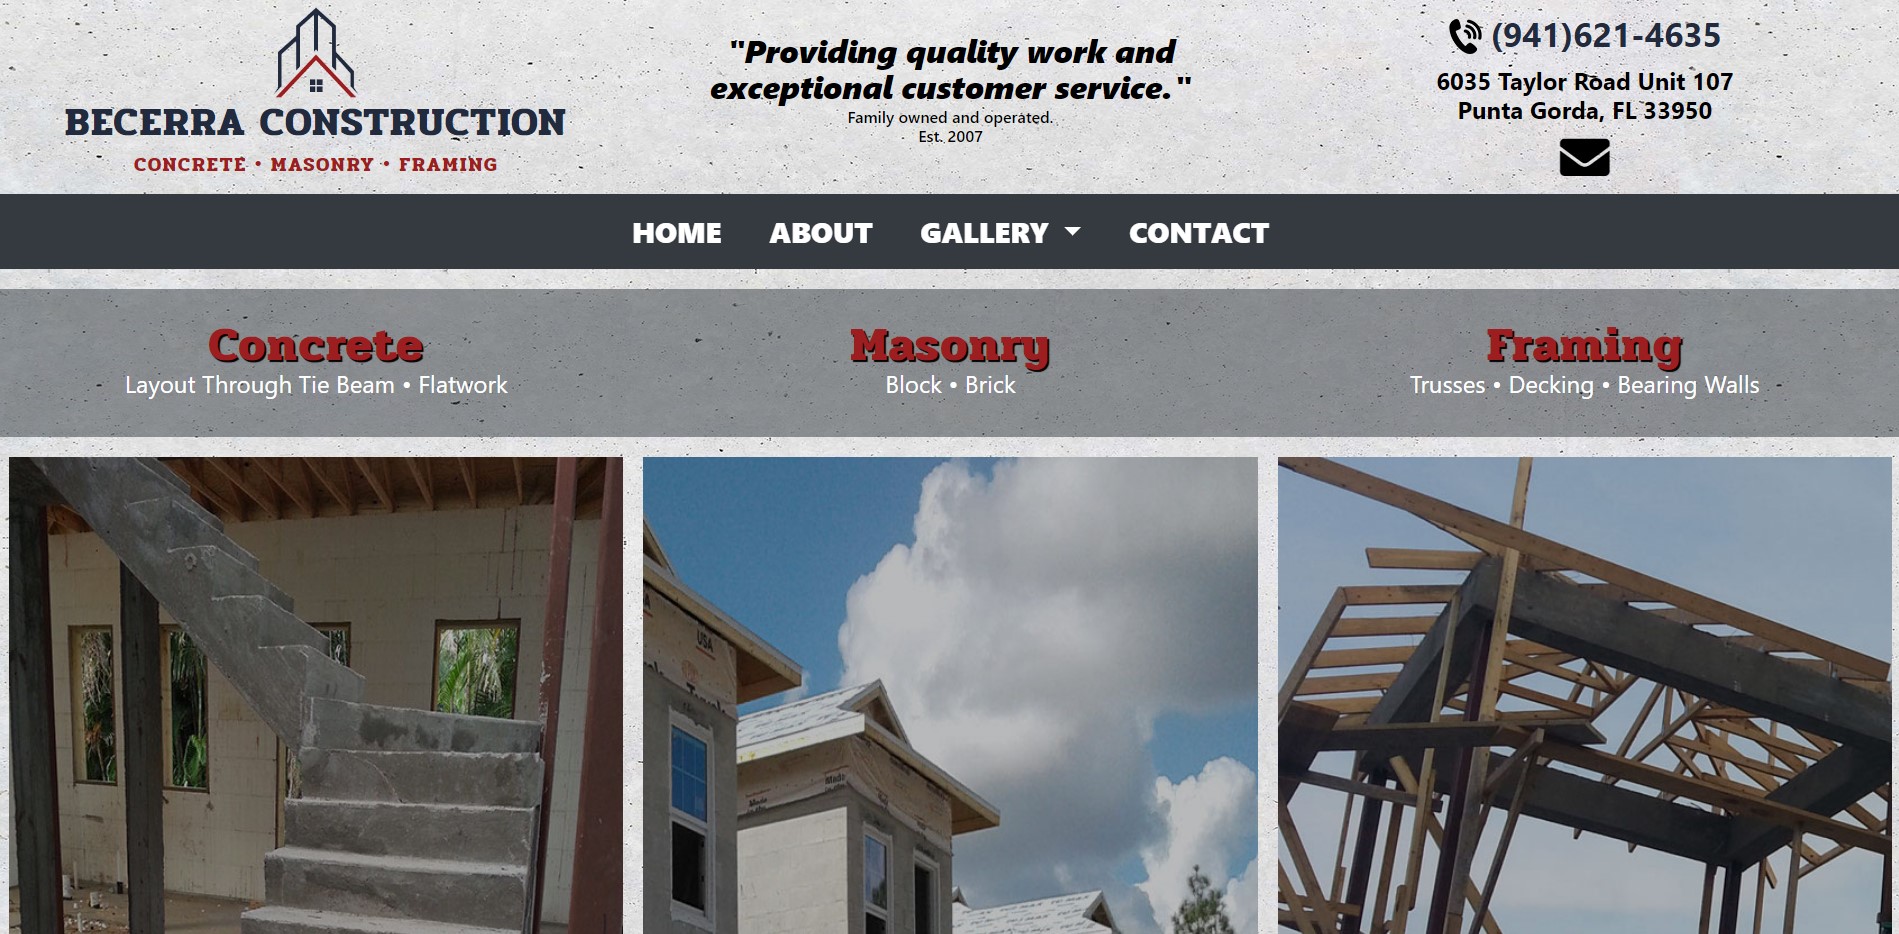 BECERRA CONSTRUCTION
CONCRETE • MASONRY • FRAMING
"Providing quality work and
exceptional customer service."
Family owned and operated.
Est. 2007
(941)621-4635
6035 Taylor Road Unit 107
Punta Gorda, FL 33950
HOME ABOUT GALLERY CONTACT
Concrete
Layout Through Tie Beam • Flatwork
Masonry
Block • Brick
Framing
Trusses • Decking • Bearing Walls
USA